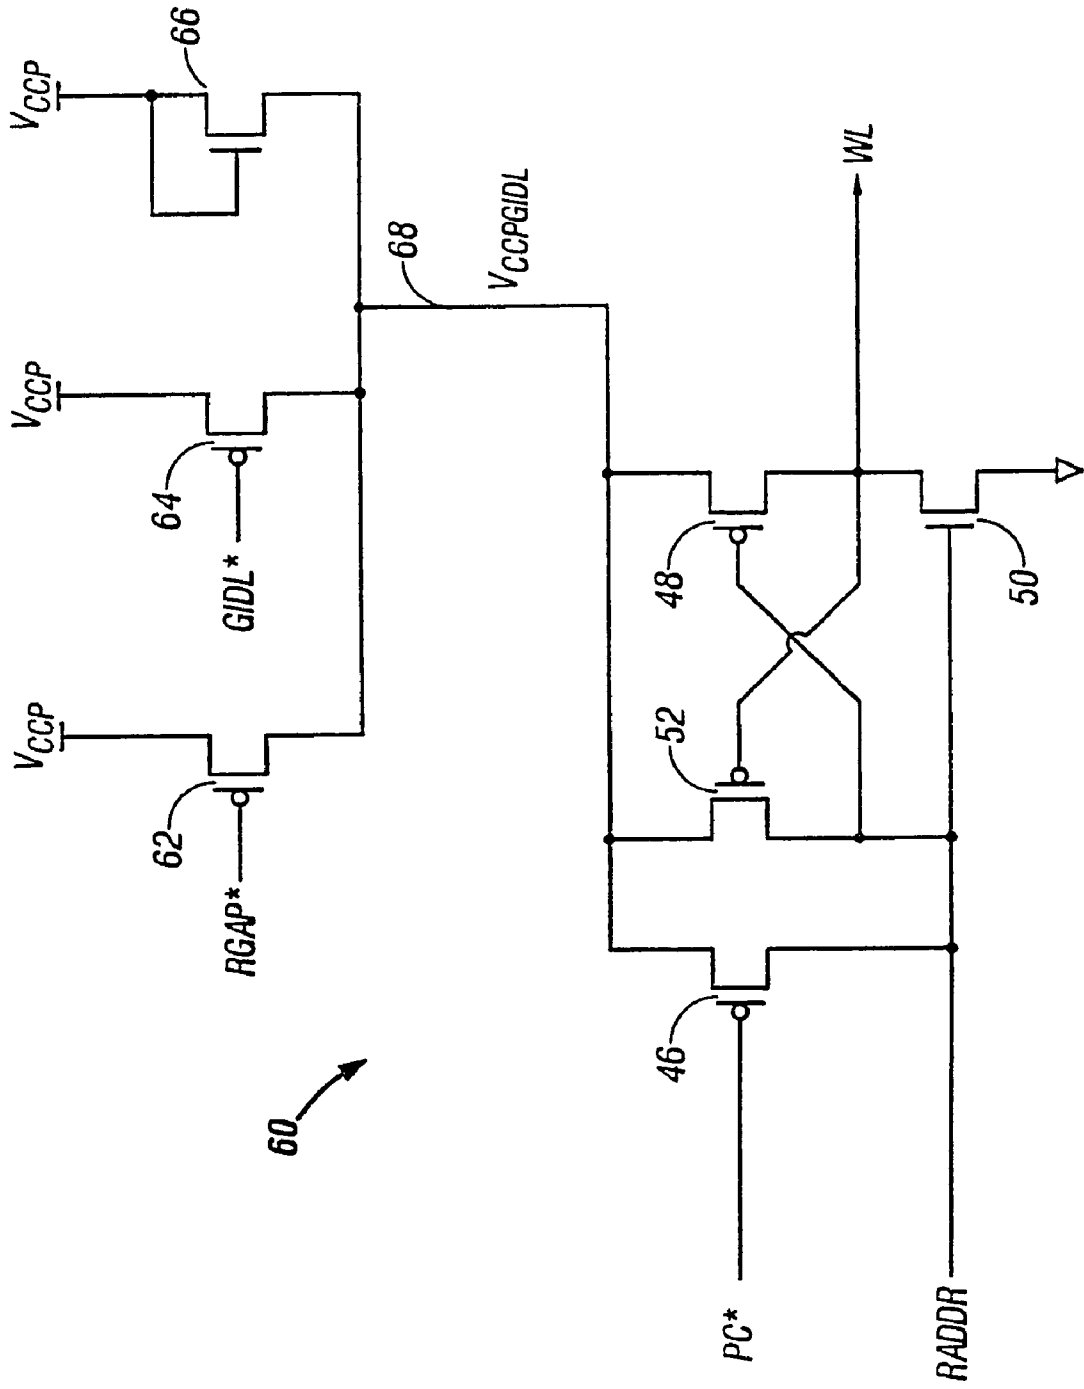 VCCP
VCCP
VCCP
66
64
62
GIDL*
RGAP*
68
VCCPGIDL
60
WL
48
52
46
50
PC*
RADDR